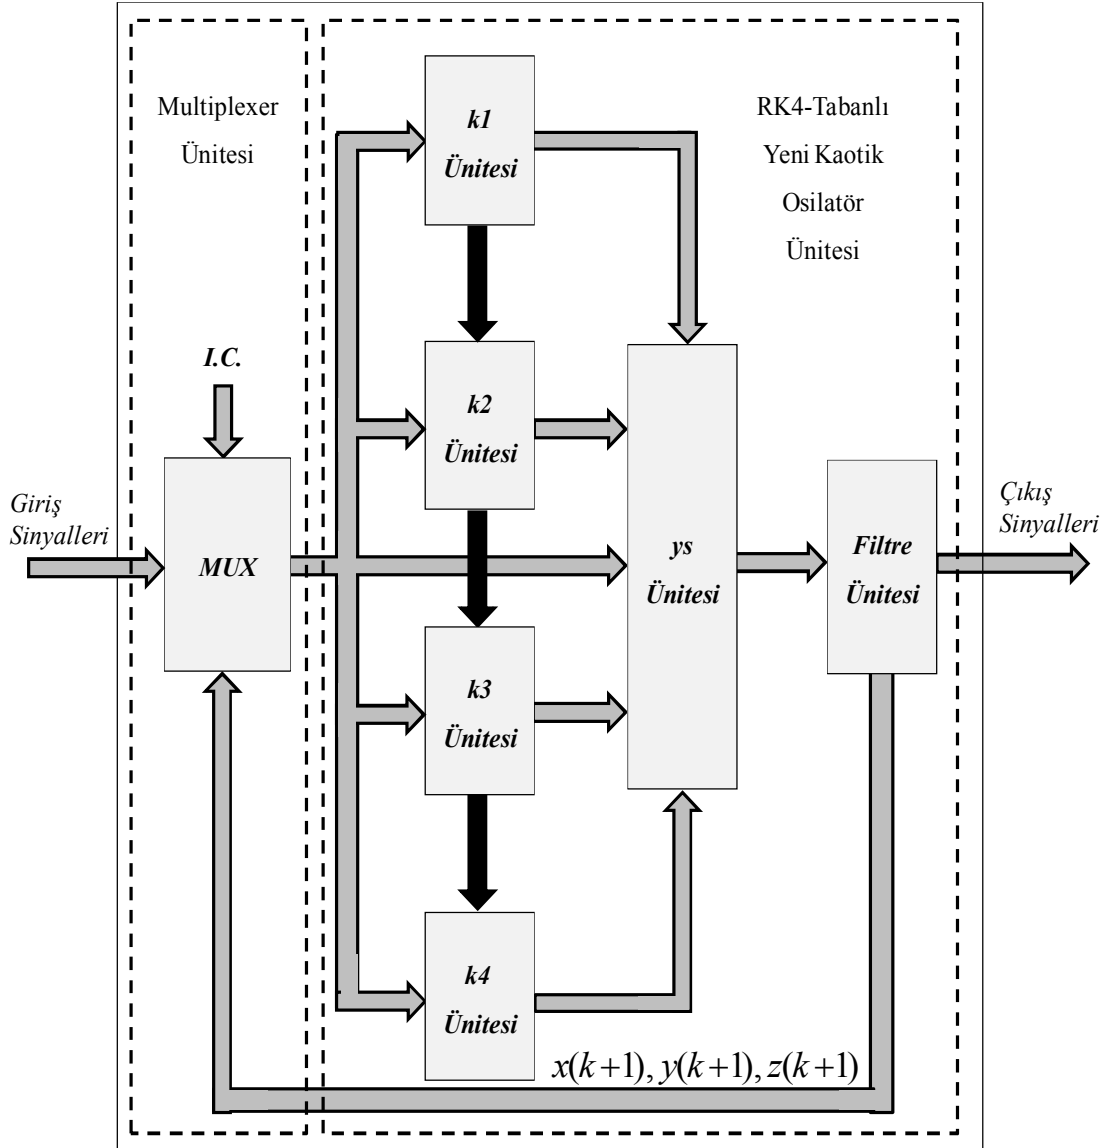 Multiplexer
Ünitesi
RK4-Tabanlı
Yeni Kaotik
Osilatör
Ünitesi
k1
Ünitesi
I.C.
k2
Ünitesi
Giriş
Sinyalleri
MUX
ys
Ünitesi
Filtre
Ünitesi
Çıkış
Sinyalleri
k3
Ünitesi
k4
Ünitesi
x(k+1), y(k+1), z(k+1)